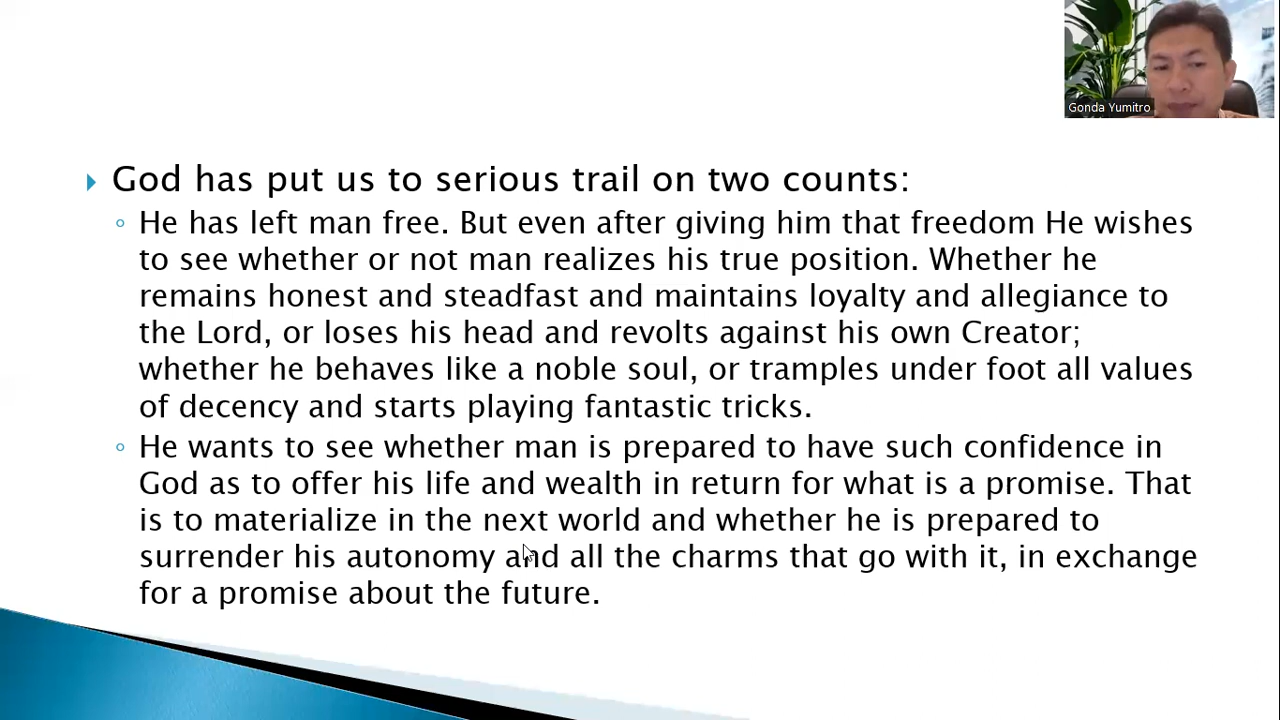 Gonda Yumitro
God has put us to serious trail on two counts:
He has left man free. But even after giving him that freedom He wishes
to see whether or not man realizes his true position. Whether he
remains honest and steadfast and maintains loyalty and allegiance to
the Lord, or loses his head and revolts against his own Creator;
whether he behaves like a noble soul, or tramples under foot all values
of decency and starts playing fantastic tricks.
He wants to see whether man is prepared to have such confidence in
God as to offer his life and wealth in return for what is a promise. That
is to materialize in the next world and whether he is prepared to
surrender his autonomy and all the charms that go with it, in exchange
for a promise about the future.